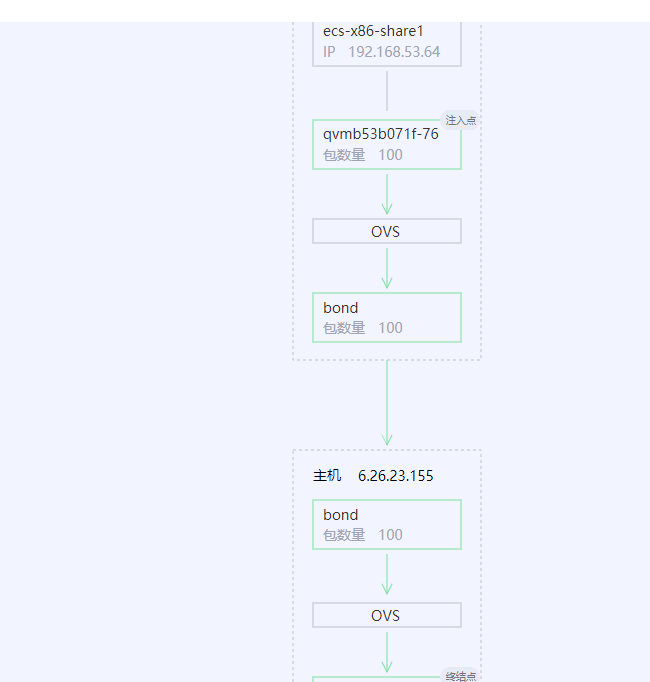 ecs-x86-share1
IP 192.168.53.64
注入点
qvmb53b071f-76
包数量 100
OVS
bond
包数量 100
主机 6.26.23.155
bond
包数量 100
OVS
终结点